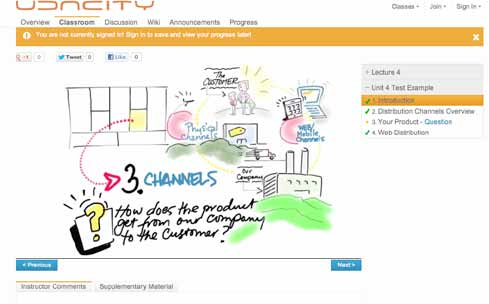 UDACITY
Classes Join Sign In
Overview Classroom Discussion Wiki Announcements Progress
You are not currently signed in! Sign in to save and view your progress later!
+1 0 Tweet 0 Like 0
Lecture 4
Unit 4 Test Example
1. Introduction
2. Distribution Channels Overview
3. Your Product - Question
4. Web Distribution
The CUSTOMER
Physical Channels
WEB/ Mobile Channels
Our Company
3. CHANNELS
How does the product
get from our company
to the Customer?
?
< Previous
Next >
Instructor Comments Supplementary Material